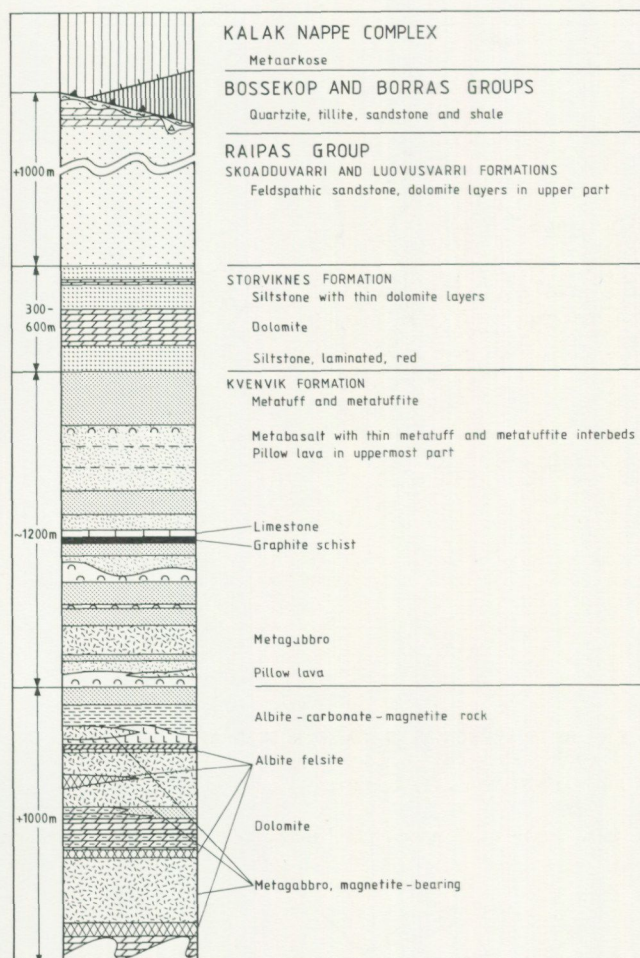 KALAK NAPPE COMPLEX
Metaarkose
BOSSEKOP AND BORRAS GROUPS
Quartzite, tillite, sandstone and shale
RAIPAS GROUP
SKOADDUVARRI AND LUOVUSVARRI FORMATIONS
Feldspathic sandstone, dolomite layers in upper part
+1000m
STORVIKNES FORMATION
Siltstone with thin dolomite layers
300-
600m
Dolomite
Siltstone, laminated, red
KVENVIK FORMATION
Metatuff and metatuffite
Metabasalt with thin metatuff and metatuffite interbeds
Pillow lava in uppermost part
~1200m
Limestone
Graphite schist
Metagabbro
Pillow lava
Albite-carbonate-magnetite rock
Albite felsite
+1000m
Dolomite
Metagabbro, magnetite-bearing